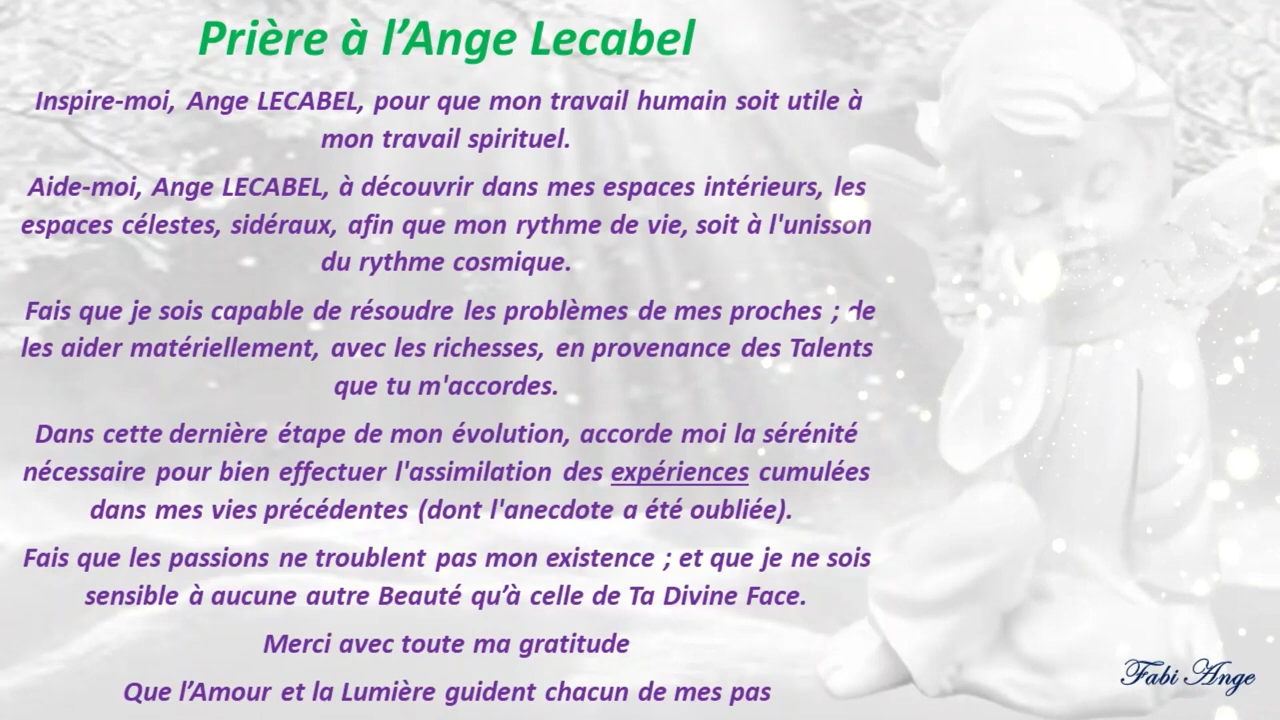 Prière à l’Ange Lecabel
Inspire-moi, Ange LECABEL, pour que mon travail humain soit utile à
mon travail spirituel.
Aide-moi, Ange LECABEL, à découvrir dans mes espaces intérieurs, les
espaces célestes, sidéraux, afin que mon rythme de vie, soit à l'unisson
du rythme cosmique.
Fais que je sois capable de résoudre les problèmes de mes proches ; de
les aider matériellement, avec les richesses, en provenance des Talents
que tu m'accordes.
Dans cette dernière étape de mon évolution, accorde moi la sérénité
nécessaire pour bien effectuer l'assimilation des expériences cumulées
dans mes vies précédentes (dont l'anecdote a été oubliée).
Fais que les passions ne troublent pas mon existence ; et que je ne sois
sensible à aucune autre Beauté qu’à celle de Ta Divine Face.
Merci avec toute ma gratitude
Que l’Amour et la Lumière guident chacun de mes pas
Fabi Ange